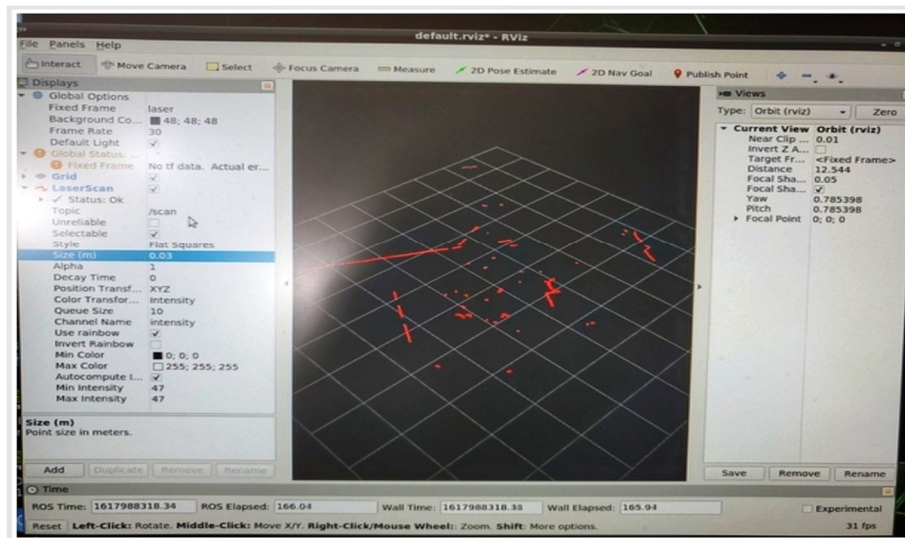 default.rviz* - RViz
File Panels Help
Interact Move Camera Select Focus Camera Measure 2D Pose Estimate 2D Nav Goal Publish Point
Displays
Global Options
Fixed Frame laser
Background Co... 48; 48; 48
Frame Rate 30
Default Light
Global Status: ...
Fixed Frame No tf data. Actual er...
Grid
LaserScan
Status: Ok
Topic /scan
Unreliable
Selectable
Style Flat Squares
Size (m) 0.03
Alpha 1
Decay Time 0
Position Transf... XYZ
Color Transfor... Intensity
Queue Size 10
Channel Name intensity
Use rainbow
Invert Rainbow
Min Color 0; 0; 0
Max Color 255; 255; 255
Autocompute I...
Min Intensity 47
Max Intensity 47
Size (m)
Point size in meters.
Add Duplicate Remove Rename
Views
Type: Orbit (rviz) Zero
Current View Orbit (rviz)
Near Clip ... 0.01
Invert Z A...
Target Fr... <Fixed Frame>
Distance 12.544
Focal Sha... 0.05
Focal Sha...
Yaw 0.785398
Pitch 0.785398
Focal Point 0; 0; 0
Save Remove Rename
Time
ROS Time: 1617988318.34 ROS Elapsed: 166.04 Wall Time: 1617988318.38 Wall Elapsed: 165.94 Experimental
Reset Left-Click: Rotate. Middle-Click: Move X/Y. Right-Click/Mouse Wheel:: Zoom. Shift: More options. 31 fps